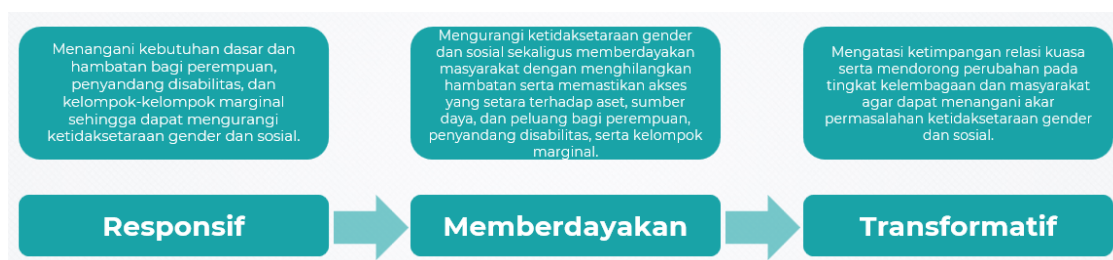 Menangani kebutuhan dasar dan
hambatan bagi perempuan,
penyandang disabilitas, dan
kelompok-kelompok marginal
sehingga dapat mengurangi
ketidaksetaraan gender dan sosial.
Mengurangi ketidaksetaraan gender
dan sosial sekaligus memberdayakan
masyarakat dengan menghilangkan
hambatan serta memastikan akses
yang setara terhadap aset, sumber
daya, dan peluang bagi perempuan,
penyandang disabilitas, serta kelompok
marginal.
Mengatasi ketimpangan relasi kuasa
serta mendorong perubahan pada
tingkat kelembagaan dan masyarakat
agar dapat menangani akar
permasalahan ketidaksetaraan gender
dan sosial.
Responsif
Memberdayakan
Transformatif